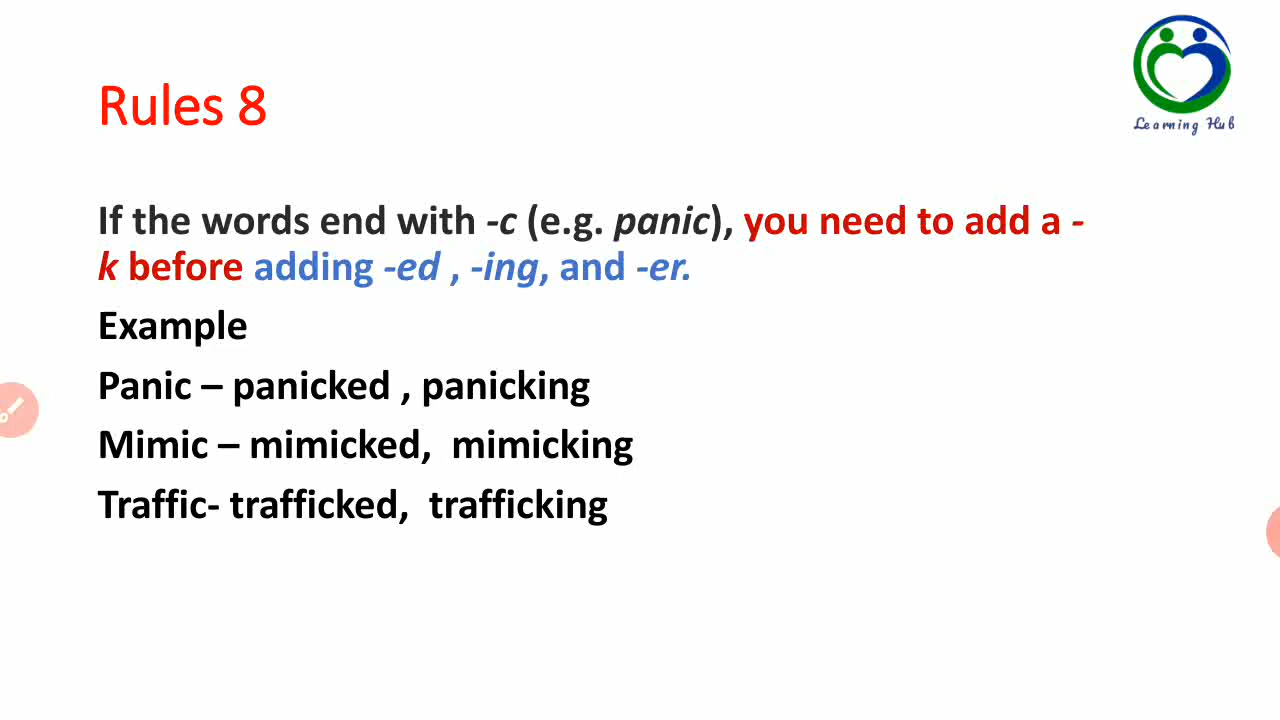 Learning Hub
Rules 8
If the words end with -c (e.g. panic), you need to add a -
k before adding -ed , -ing, and -er.
Example
Panic – panicked , panicking
Mimic – mimicked,  mimicking
Traffic- trafficked,  trafficking